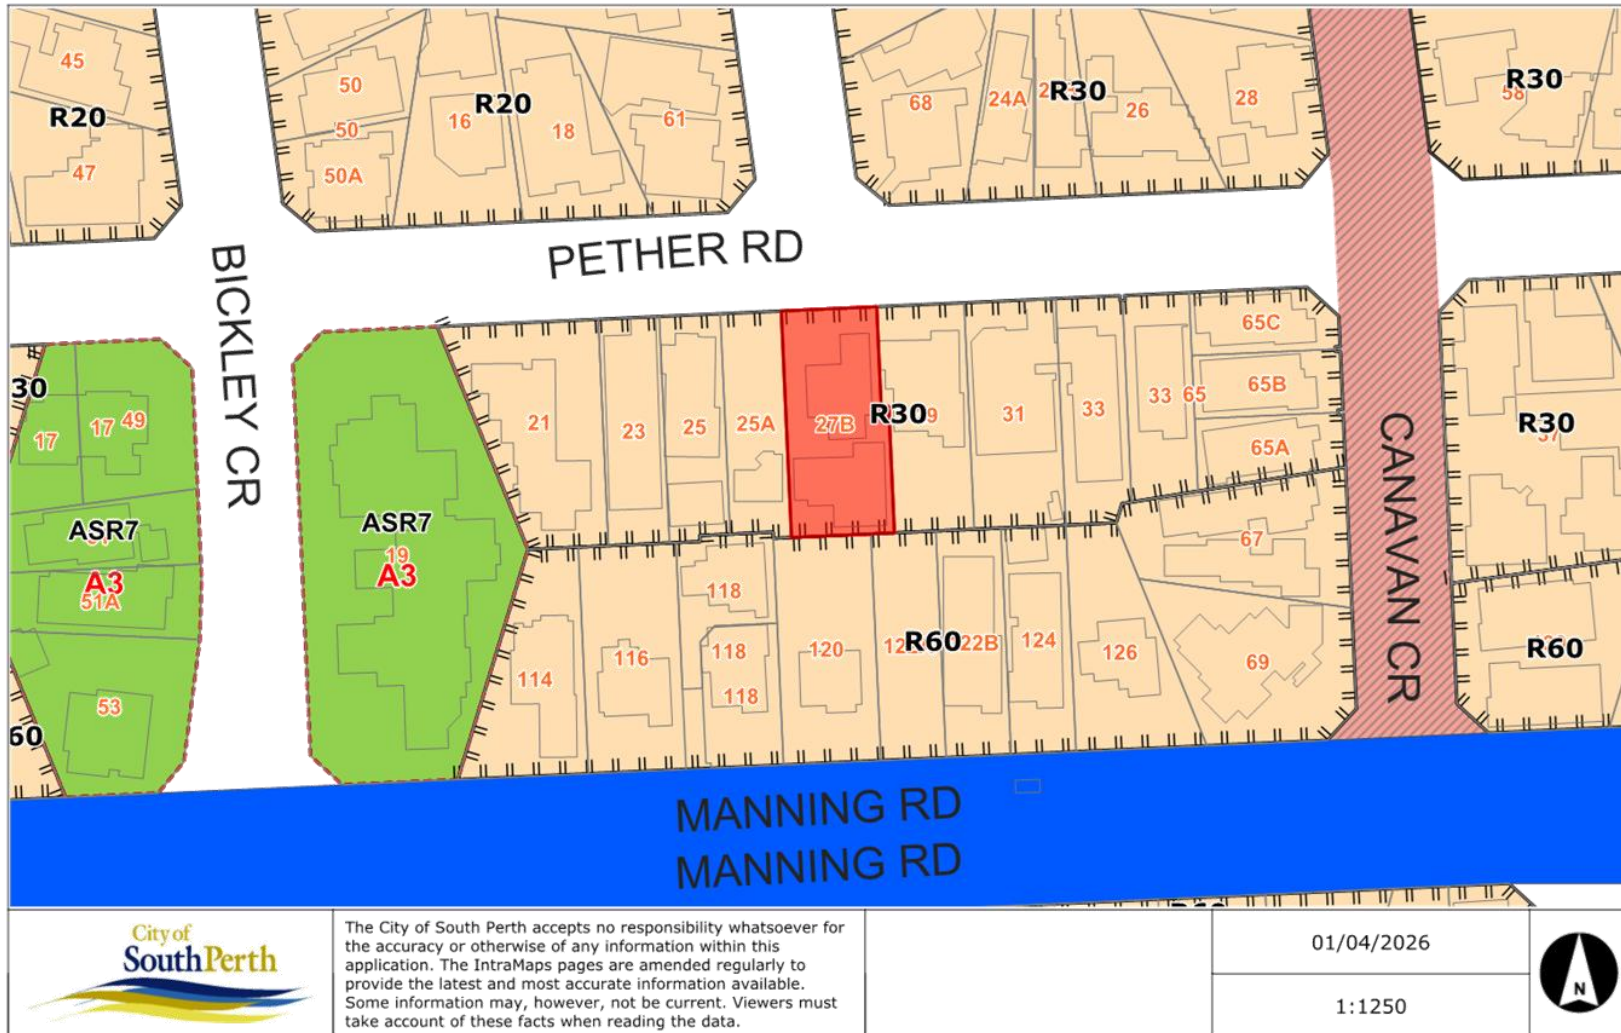 45
R20
47
50
50
50A
16
R20
18
61
68
24A
R30
26
28
R30
58
PETHER RD
BICKLEY CR
30
17
17
49
ASR7
A3
51A
53
60
ASR7
19
A3
21
23
25
25A
27B
R30
31
33
33
65
65C
65B
65A
CANAVAN CR
R30
114
116
118
118
118
120
R60
22B
124
126
67
69
R60
MANNING RD
MANNING RD
City of
SouthPerth
The City of South Perth accepts no responsibility whatsoever for
the accuracy or otherwise of any information within this
application. The IntraMaps pages are amended regularly to
provide the latest and most accurate information available.
Some information may, however, not be current. Viewers must
take account of these facts when reading the data.
01/04/2026
1:1250
N